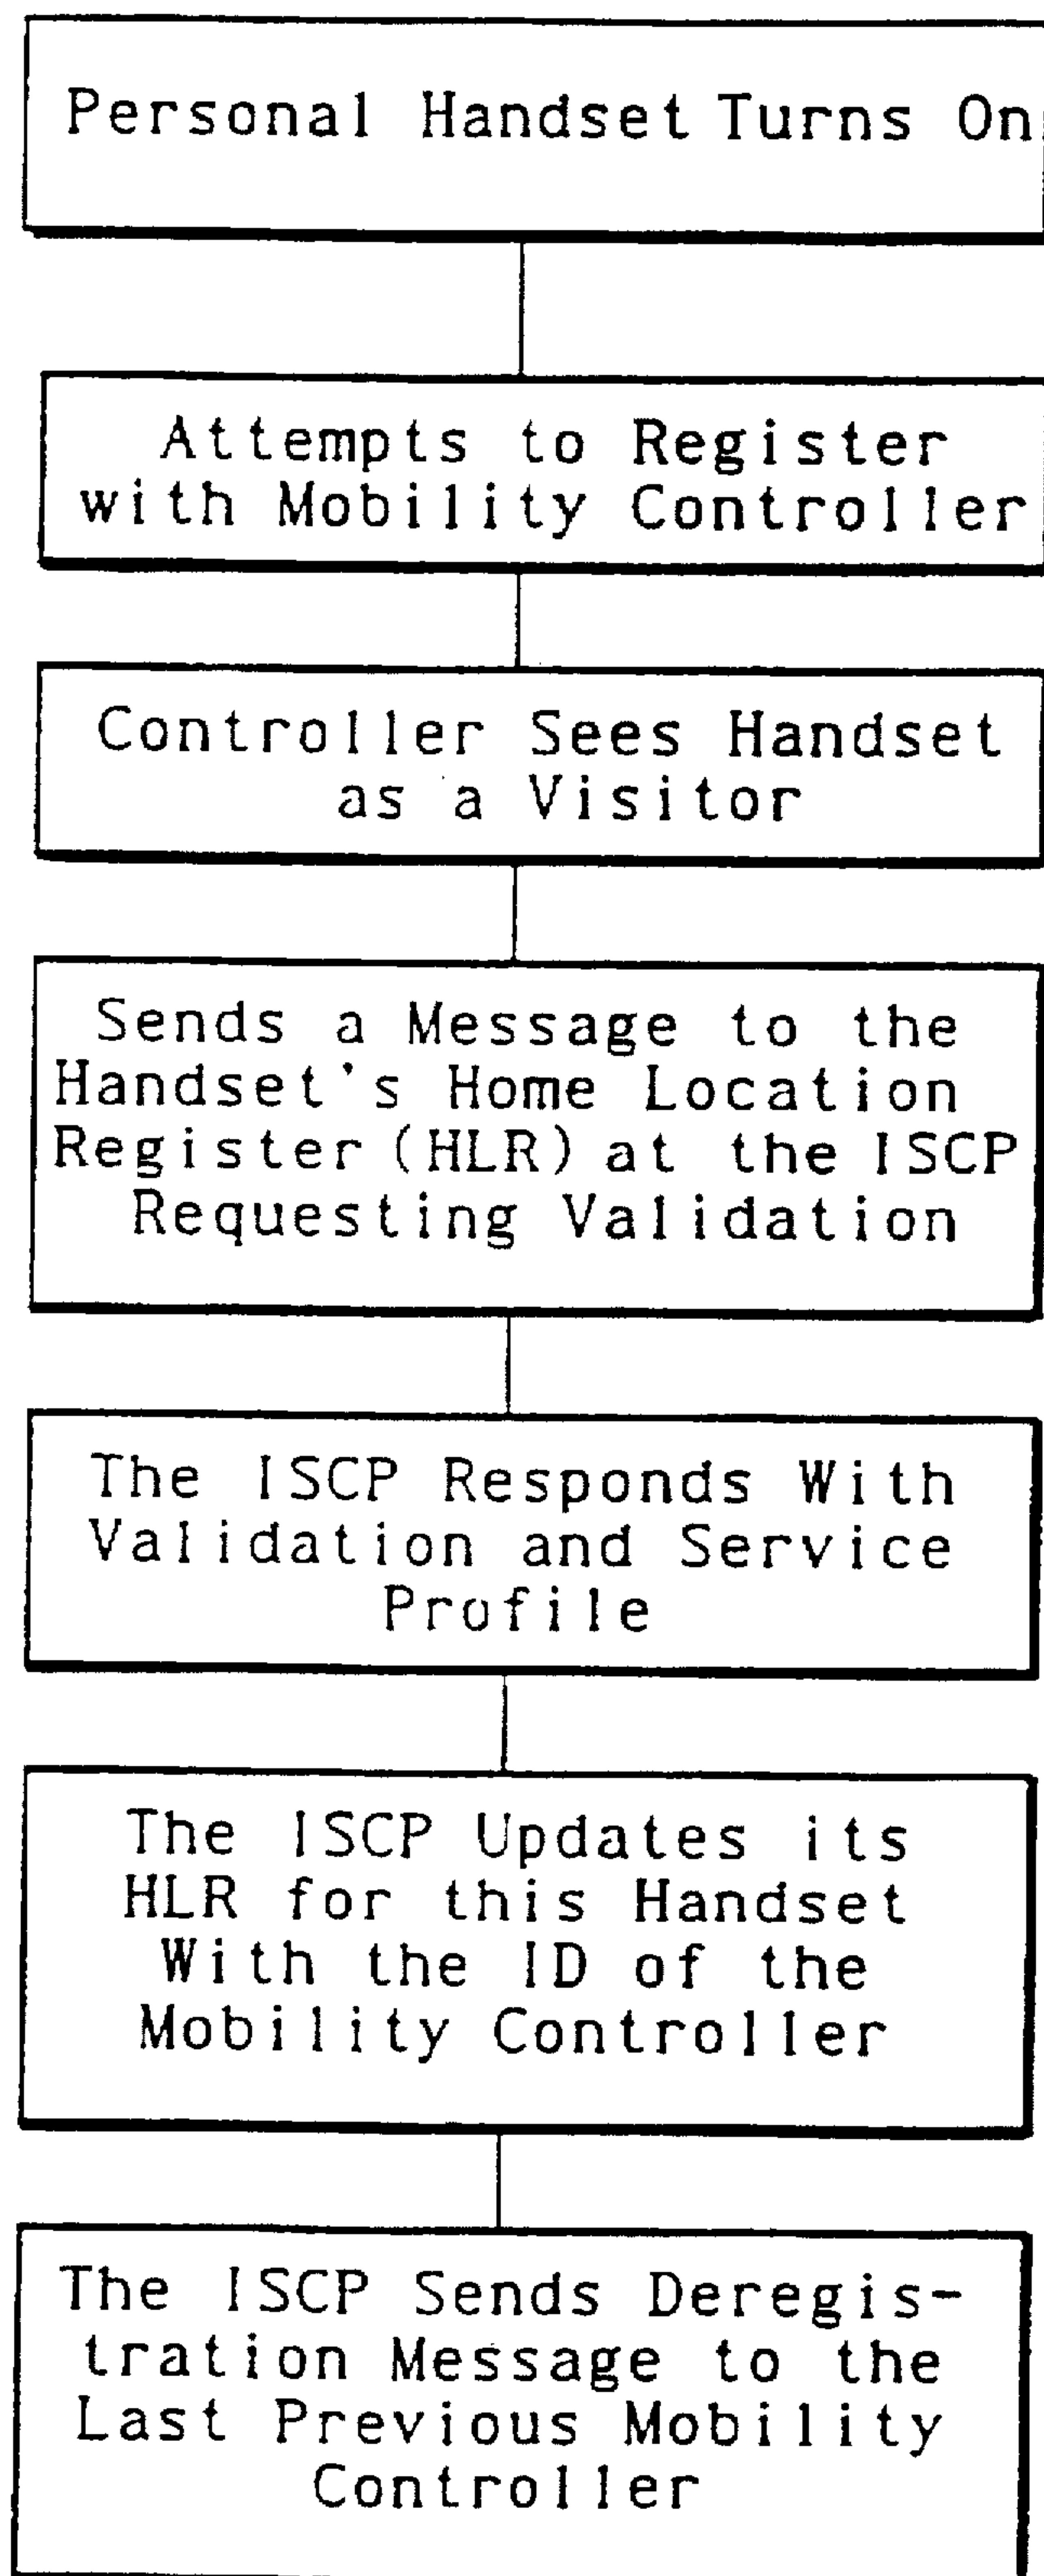 Personal Handset Turns On
Attempts to Register
with Mobility Controller
Controller Sees Handset
as a Visitor
Sends a Message to the
Handset's Home Location
Register (HLR) at the ISCP
Requesting Validation
The ISCP Responds With
Validation and Service
Profile
The ISCP Updates its
HLR for this Handset
With the ID of the
Mobility Controller
The ISCP Sends Deregis-
tration Message to the
Last Previous Mobility
Controller